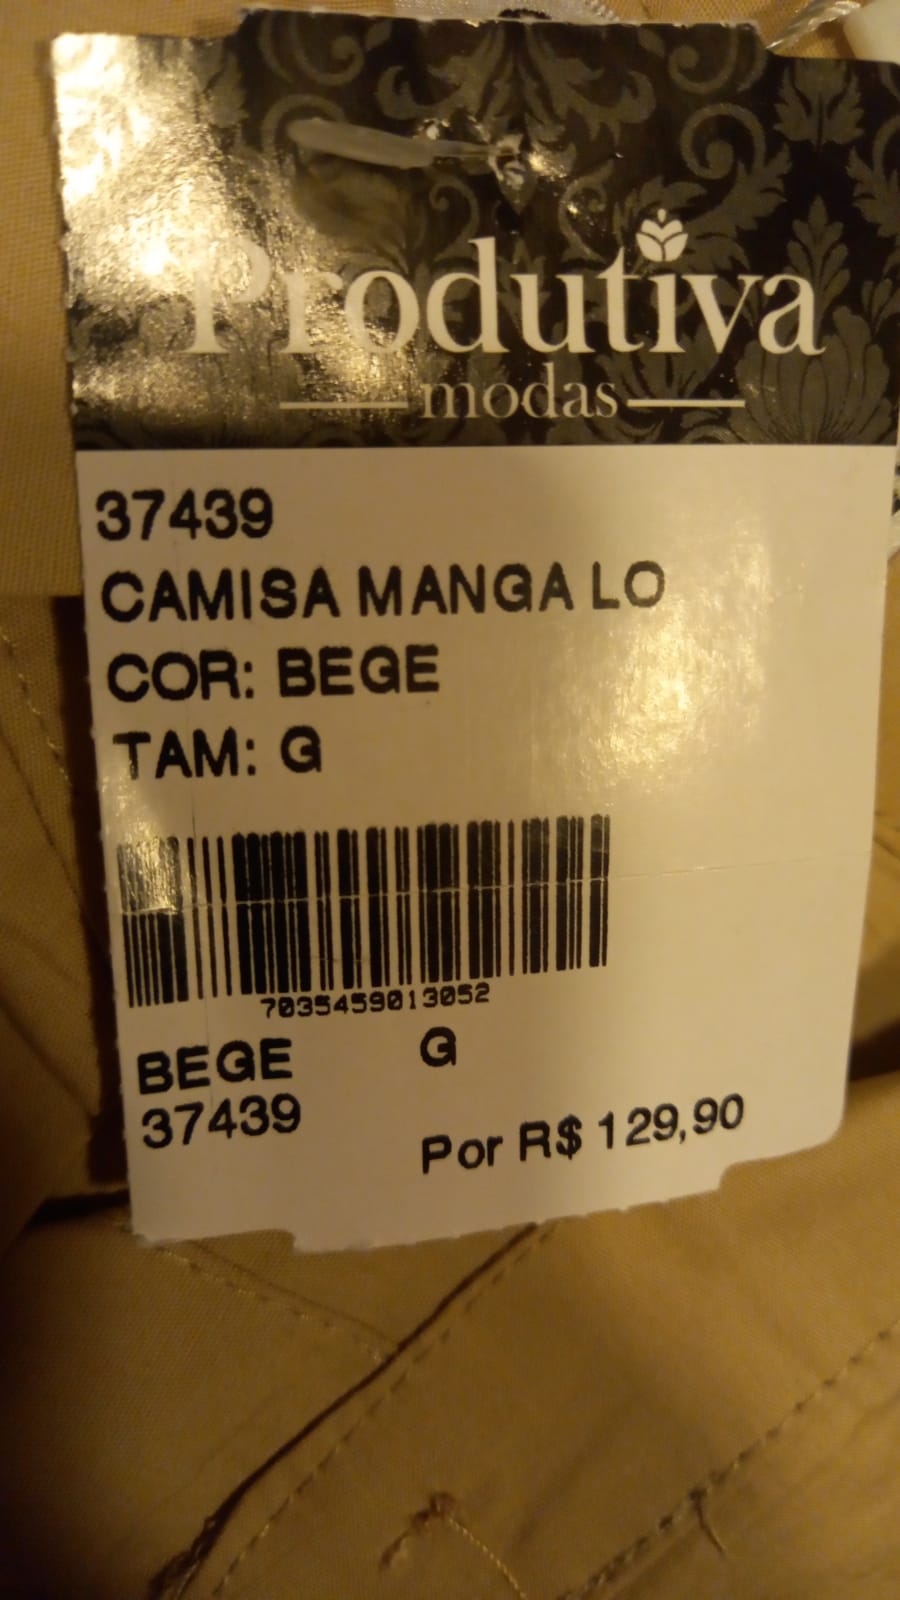 Produtiva
modas
37439
CAMISA MANGA LO
COR: BEGE
TAM: G
7035459013052
BEGE G
37439
Por R$ 129,90